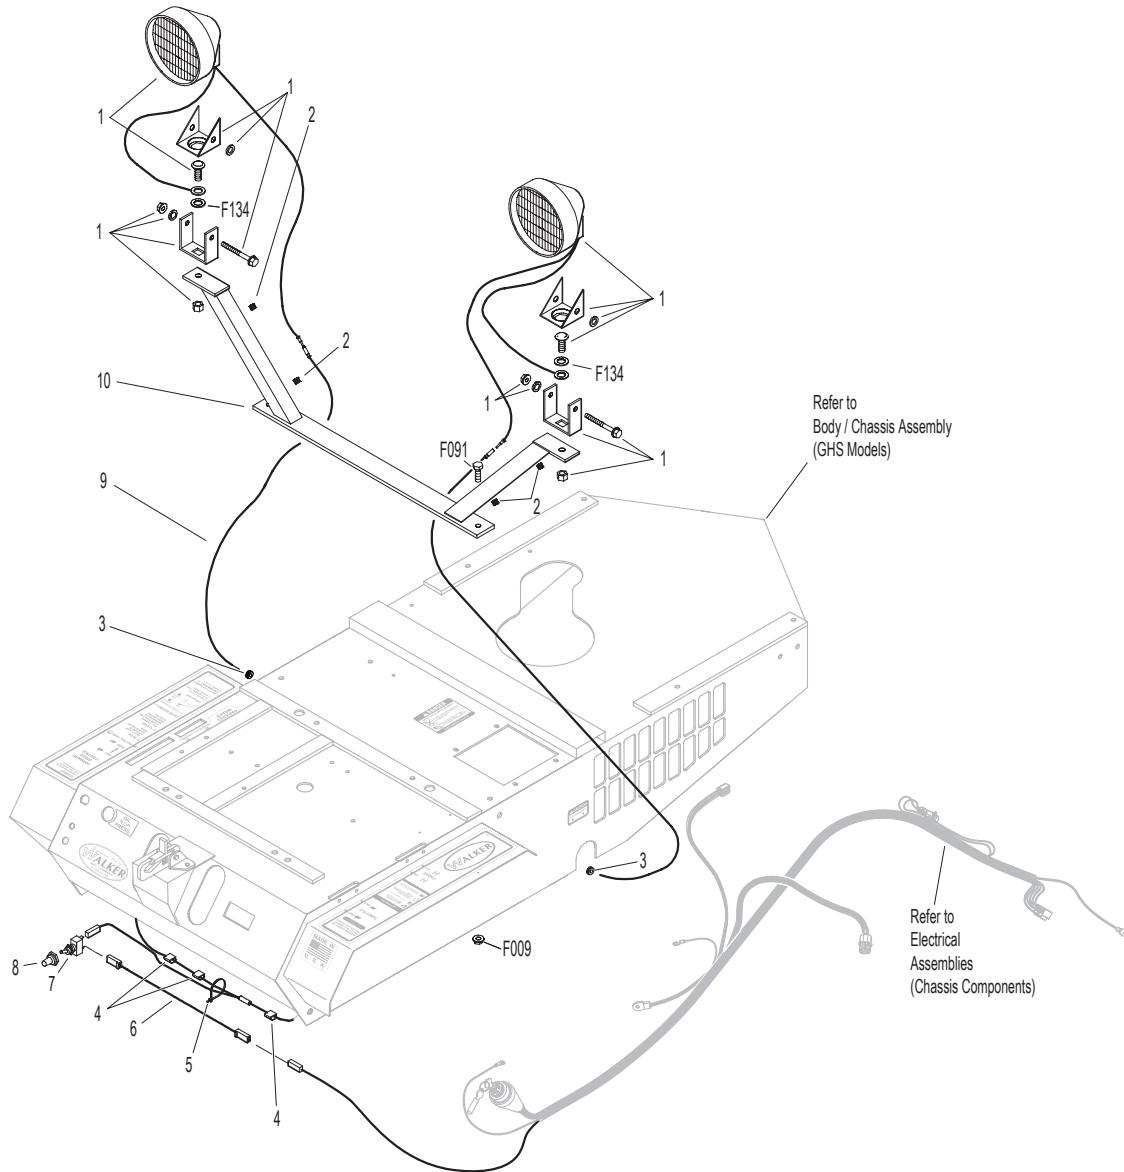 1
1
2
F134
1
1
2
F134
10
1
Refer to
Body / Chassis Assembly
(GHS Models)
F091
1
9
2
3
WALKER
WALKER
3
MADE IN
U.S.A.
F009
Refer to
Electrical
Assemblies
(Chassis Components)
8
7
4
6
5
4